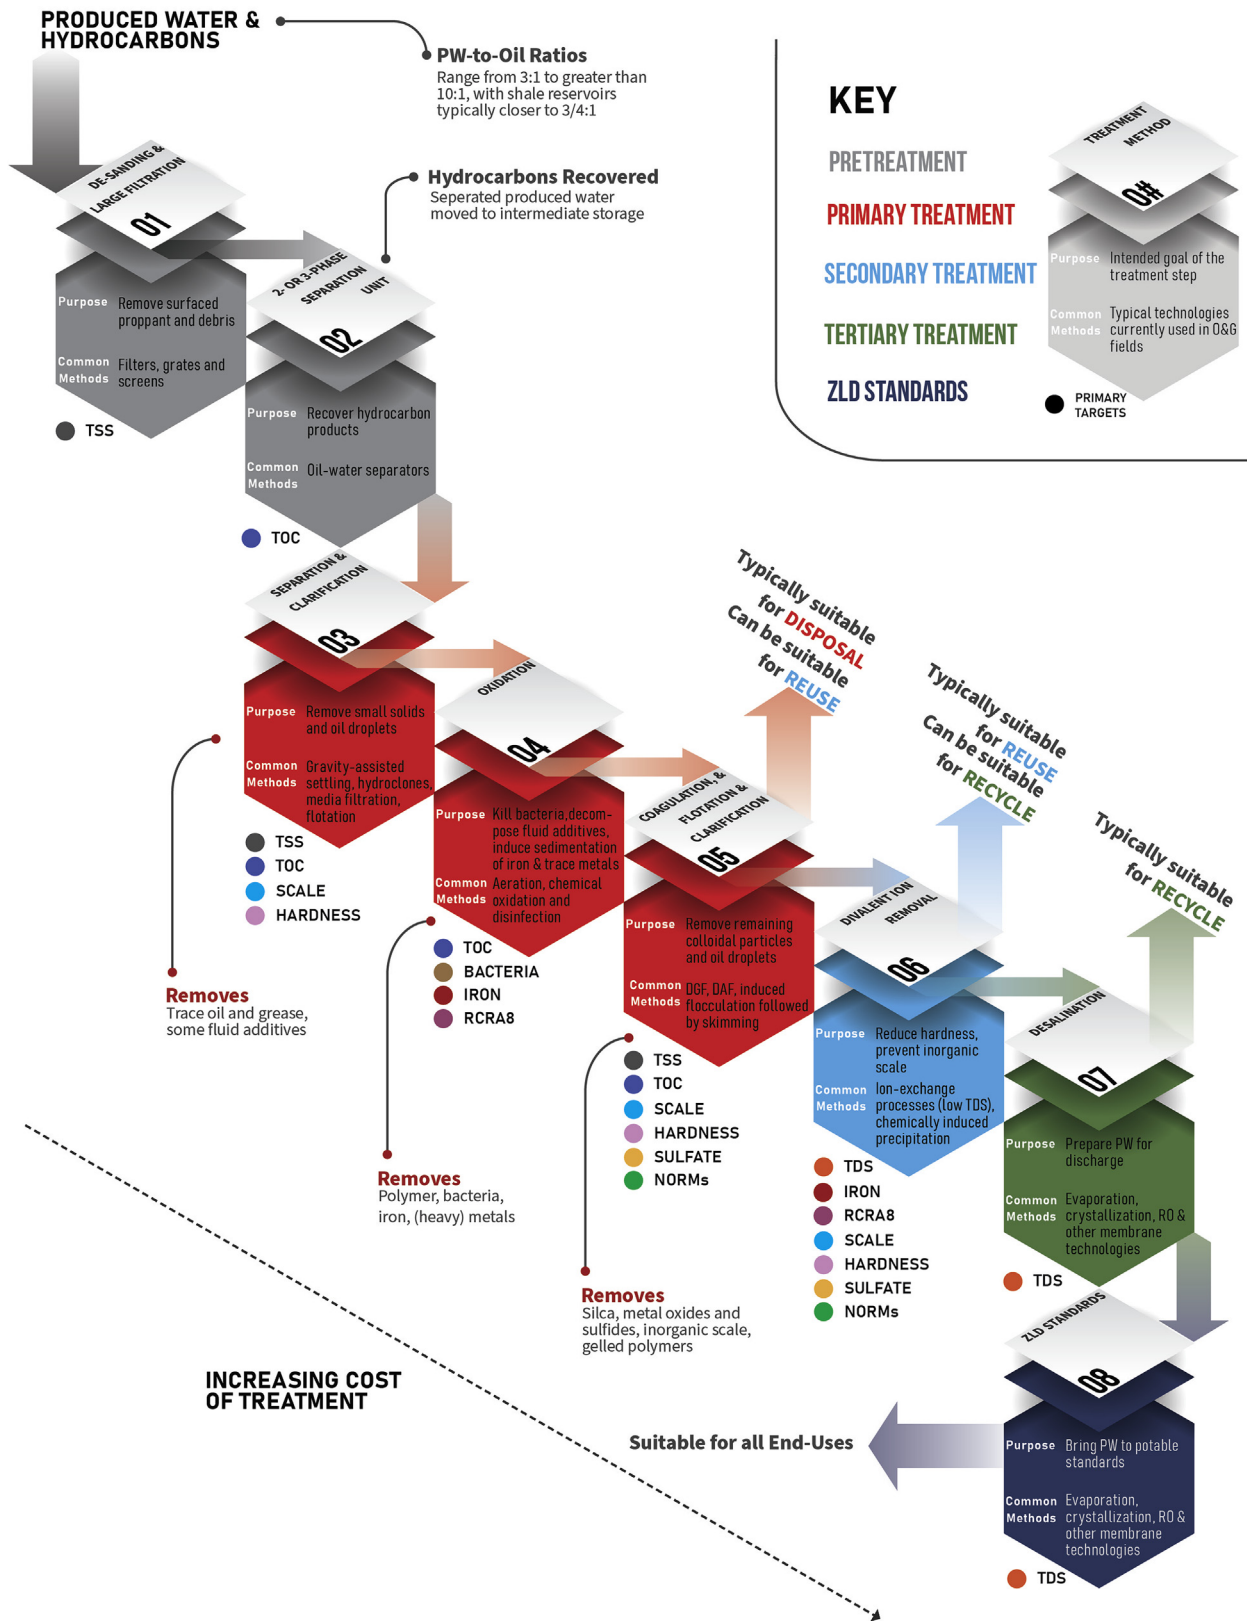 PRODUCED WATER &
HYDROCARBONS
PW-to-Oil Ratios
Range from 3:1 to greater than
10:1, with shale reservoirs
typically closer to 3/4:1
Hydrocarbons Recovered
Seperated produced water
moved to intermediate storage
KEY
PRETREATMENT
PRIMARY TREATMENT
SECONDARY TREATMENT
TERTIARY TREATMENT
ZLD STANDARDS
TREATMENT
METHOD
0#
Purpose
Intended goal of the
treatment step
Common
Methods
Typical technologies
currently used in O&G
fields
PRIMARY
TARGETS
DE-SANDING &
LARGE FILTRATION
01
Purpose
Remove surfaced
proppant and debris
Common
Methods
Filters, grates and
screens
TSS
2- OR 3-PHASE
SEPARATION
UNIT
02
Purpose
Recover hydrocarbon
products
Common
Methods
Oil-water separators
TOC
SEPARATION &
CLARIFICATION
03
Purpose
Remove small solids
and oil droplets
Common
Methods
Gravity-assisted
settling, hydroclones,
media filtration,
flotation
TSS
TOC
SCALE
HARDNESS
Removes
Trace oil and grease,
some fluid additives
OXIDATION
04
Purpose
Kill bacteria,decom-
pose fluid additives,
induce sedimentation
of iron & trace metals
Common
Methods
Aeration, chemical
oxidation and
disinfection
TOC
BACTERIA
IRON
RCRA8
Removes
Polymer, bacteria,
iron, (heavy) metals
COAGULATION, &
FLOTATION &
CLARIFICATION
05
Purpose
Remove remaining
colloidal particles
and oil droplets
Common
Methods
DGF, DAF, induced
flocculation followed
by skimming
TSS
TOC
SCALE
HARDNESS
SULFATE
NORMs
Removes
Silca, metal oxides and
sulfides, inorganic scale,
gelled polymers
Typically suitable
for DISPOSAL
Can be suitable
for REUSE
DIVALENT ION
REMOVAL
06
Purpose
Reduce hardness,
prevent inorganic
scale
Common
Methods
Ion-exchange
processes (low TDS),
chemically induced
precipitation
TDS
IRON
RCRA8
SCALE
HARDNESS
SULFATE
NORMs
Typically suitable
for REUSE
Can be suitable
for RECYCLE
DESALINATION
07
Purpose
Prepare PW for
discharge
Common
Methods
Evaporation,
crystallization, RO &
other membrane
technologies
TDS
Typically suitable
for RECYCLE
ZLD STANDARDS
08
Purpose
Bring PW to potable
standards
Common
Methods
Evaporation,
crystallization, RO &
other membrane
technologies
TDS
Suitable for all End-Uses
INCREASING COST
OF TREATMENT